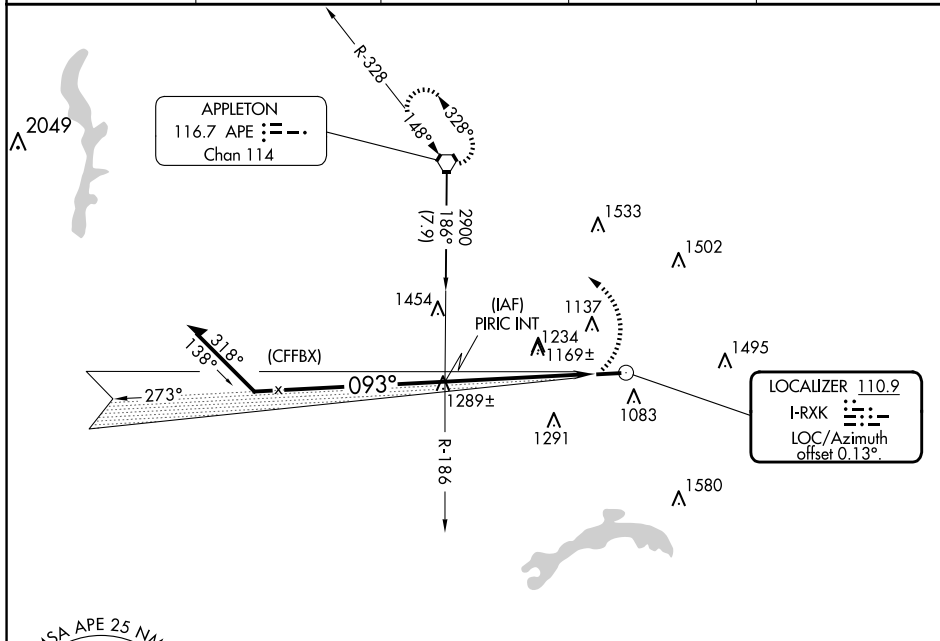 R-328
2049
APPLETON
116.7 APE
Chan 114
148°
328°
2900
186°
(7.9)
1533
1502
1454
(IAF)
PIRIC INT
1137
1234
1169±
1495
318°
138°
(CFFBX)
273°
x
093°
1289±
1291
1083
LOCALIZER 110.9
I-RXK
LOC/Azimuth
offset 0.13°.
R-186
1580
MSA APE 25 NM